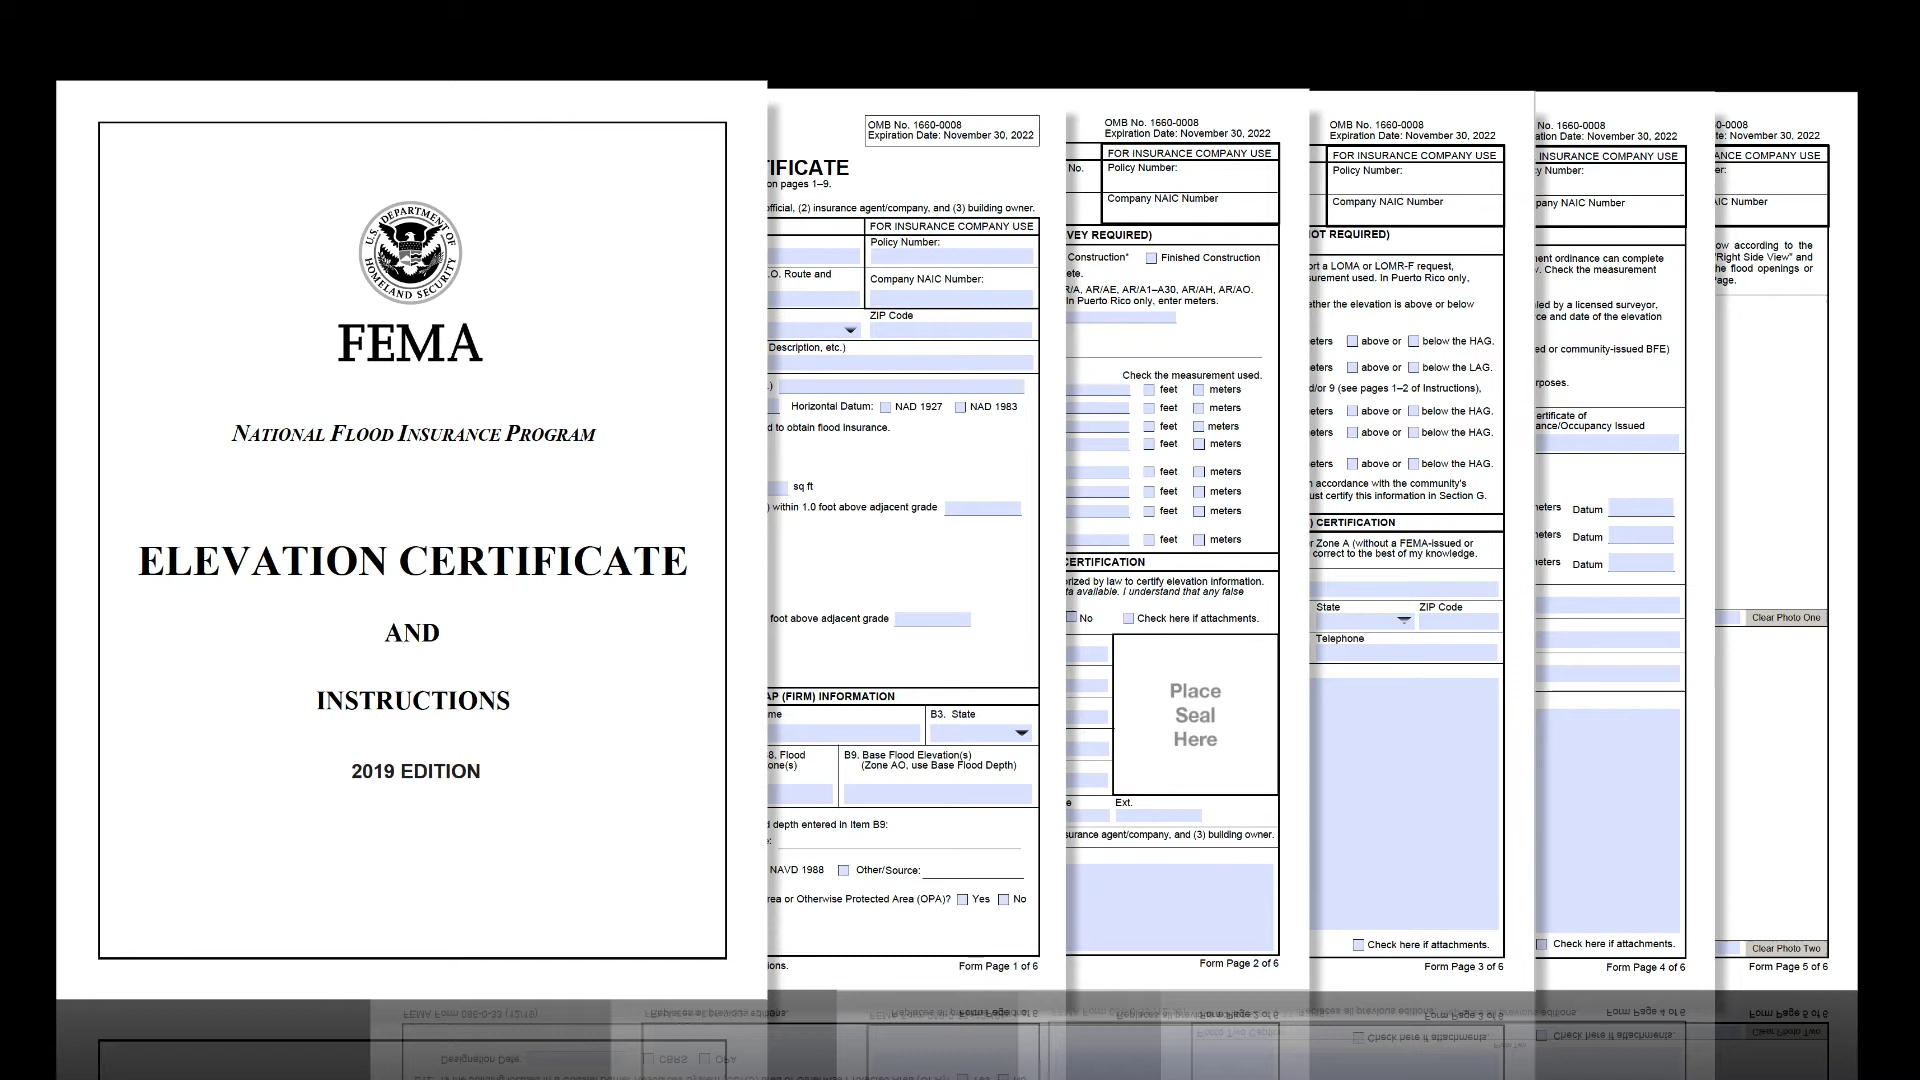 U.S. DEPARTMENT OF
HOMELAND SECURITY
FEMA
NATIONAL FLOOD INSURANCE PROGRAM
ELEVATION CERTIFICATE
AND
INSTRUCTIONS
2019 EDITION
OMB No. 1660-0008
Expiration Date: November 30, 2022
TIFICATE
on pages 1–9.
official, (2) insurance agent/company, and (3) building owner.
FOR INSURANCE COMPANY USE
Policy Number:
.O. Route and
Company NAIC Number:
ZIP Code
Description, etc.)
Horizontal Datum: NAD 1927 NAD 1983
d to obtain flood insurance.
sq ft
) within 1.0 foot above adjacent grade
foot above adjacent grade
AP (FIRM) INFORMATION
me
B3. State
8. Flood
one(s)
B9. Base Flood Elevation(s)
(Zone AO, use Base Flood Depth)
d depth entered in Item B9:
NAVD 1988 Other/Source:
rea or Otherwise Protected Area (OPA)? Yes No
ions.
Form Page 1 of 6
OMB No. 1660-0008
Expiration Date: November 30, 2022
FOR INSURANCE COMPANY USE
No.
Policy Number:
Company NAIC Number
VEY REQUIRED)
Construction* Finished Construction
ete.
R/A, AR/AE, AR/A1–A30, AR/AH, AR/AO.
In Puerto Rico only, enter meters.
Check the measurement used.
feet meters
feet meters
feet meters
feet meters
feet meters
feet meters
feet meters
feet meters
CERTIFICATION
orized by law to certify elevation information.
ta available. I understand that any false
No Check here if attachments.
Place
Seal
Here
e
Ext.
surance agent/company, and (3) building owner.
Form Page 2 of 6
OMB No. 1660-0008
Expiration Date: November 30, 2022
FOR INSURANCE COMPANY USE
Policy Number:
Company NAIC Number
NOT REQUIRED)
ort a LOMA or LOMR-F request,
surement used. In Puerto Rico only,
ether the elevation is above or below
eters above or below the HAG.
eters above or below the LAG.
d/or 9 (see pages 1–2 of Instructions),
eters above or below the HAG.
eters above or below the HAG.
eters above or below the HAG.
n accordance with the community's
ust certify this information in Section G.
) CERTIFICATION
r Zone A (without a FEMA-issued or
correct to the best of my knowledge.
State
ZIP Code
Telephone
Check here if attachments.
Form Page 3 of 6
No. 1660-0008
ation Date: November 30, 2022
INSURANCE COMPANY USE
y Number:
pany NAIC Number
ent ordinance can complete
. Check the measurement
led by a licensed surveyor,
ce and date of the elevation
ed or community-issued BFE)
rposes.
ertificate of
ance/Occupancy Issued
eters Datum
eters Datum
eters Datum
Check here if attachments.
Form Page 4 of 6
0-0008
te: November 30, 2022
ANCE COMPANY USE
er:
IC Number
ow according to the
"Right Side View" and
he flood openings or
Page.
Clear Photo One
Clear Photo Two
Form Page 5 of 6